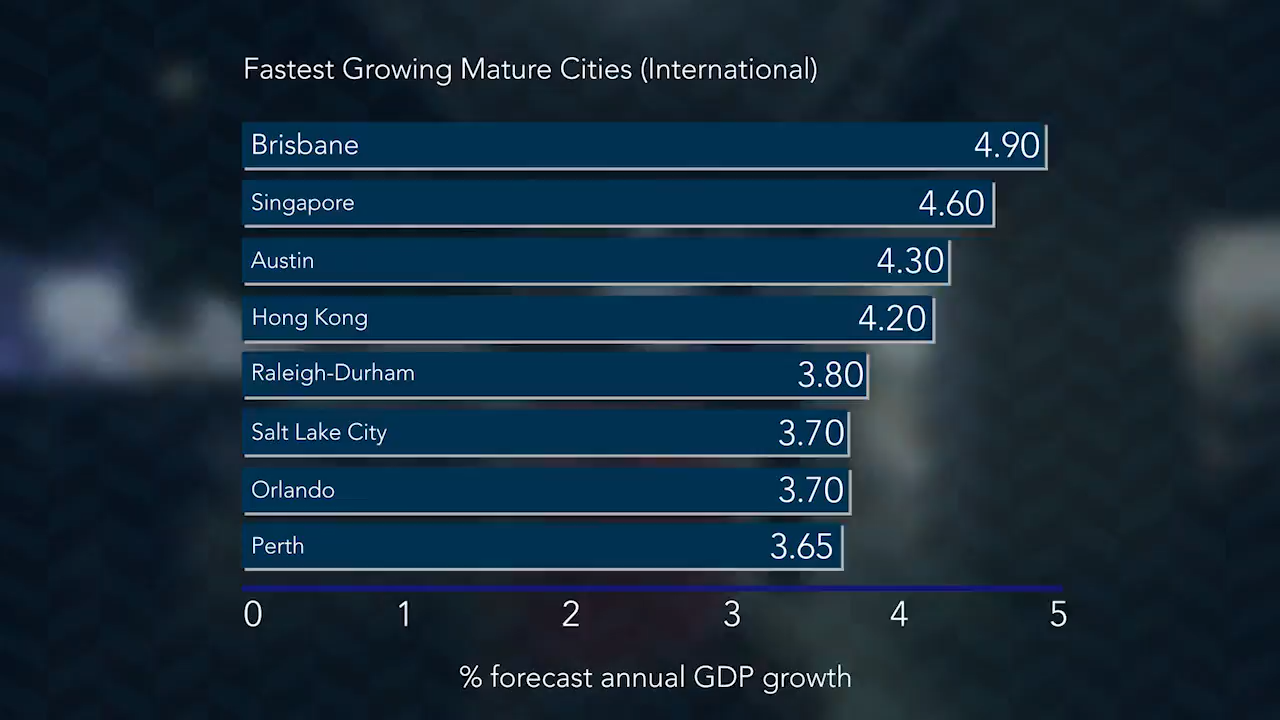 Fastest Growing Mature Cities (International)
Brisbane 4.90
Singapore 4.60
Austin 4.30
Hong Kong 4.20
Raleigh-Durham 3.80
Salt Lake City 3.70
Orlando 3.70
Perth 3.65
0 1 2 3 4 5
% forecast annual GDP growth